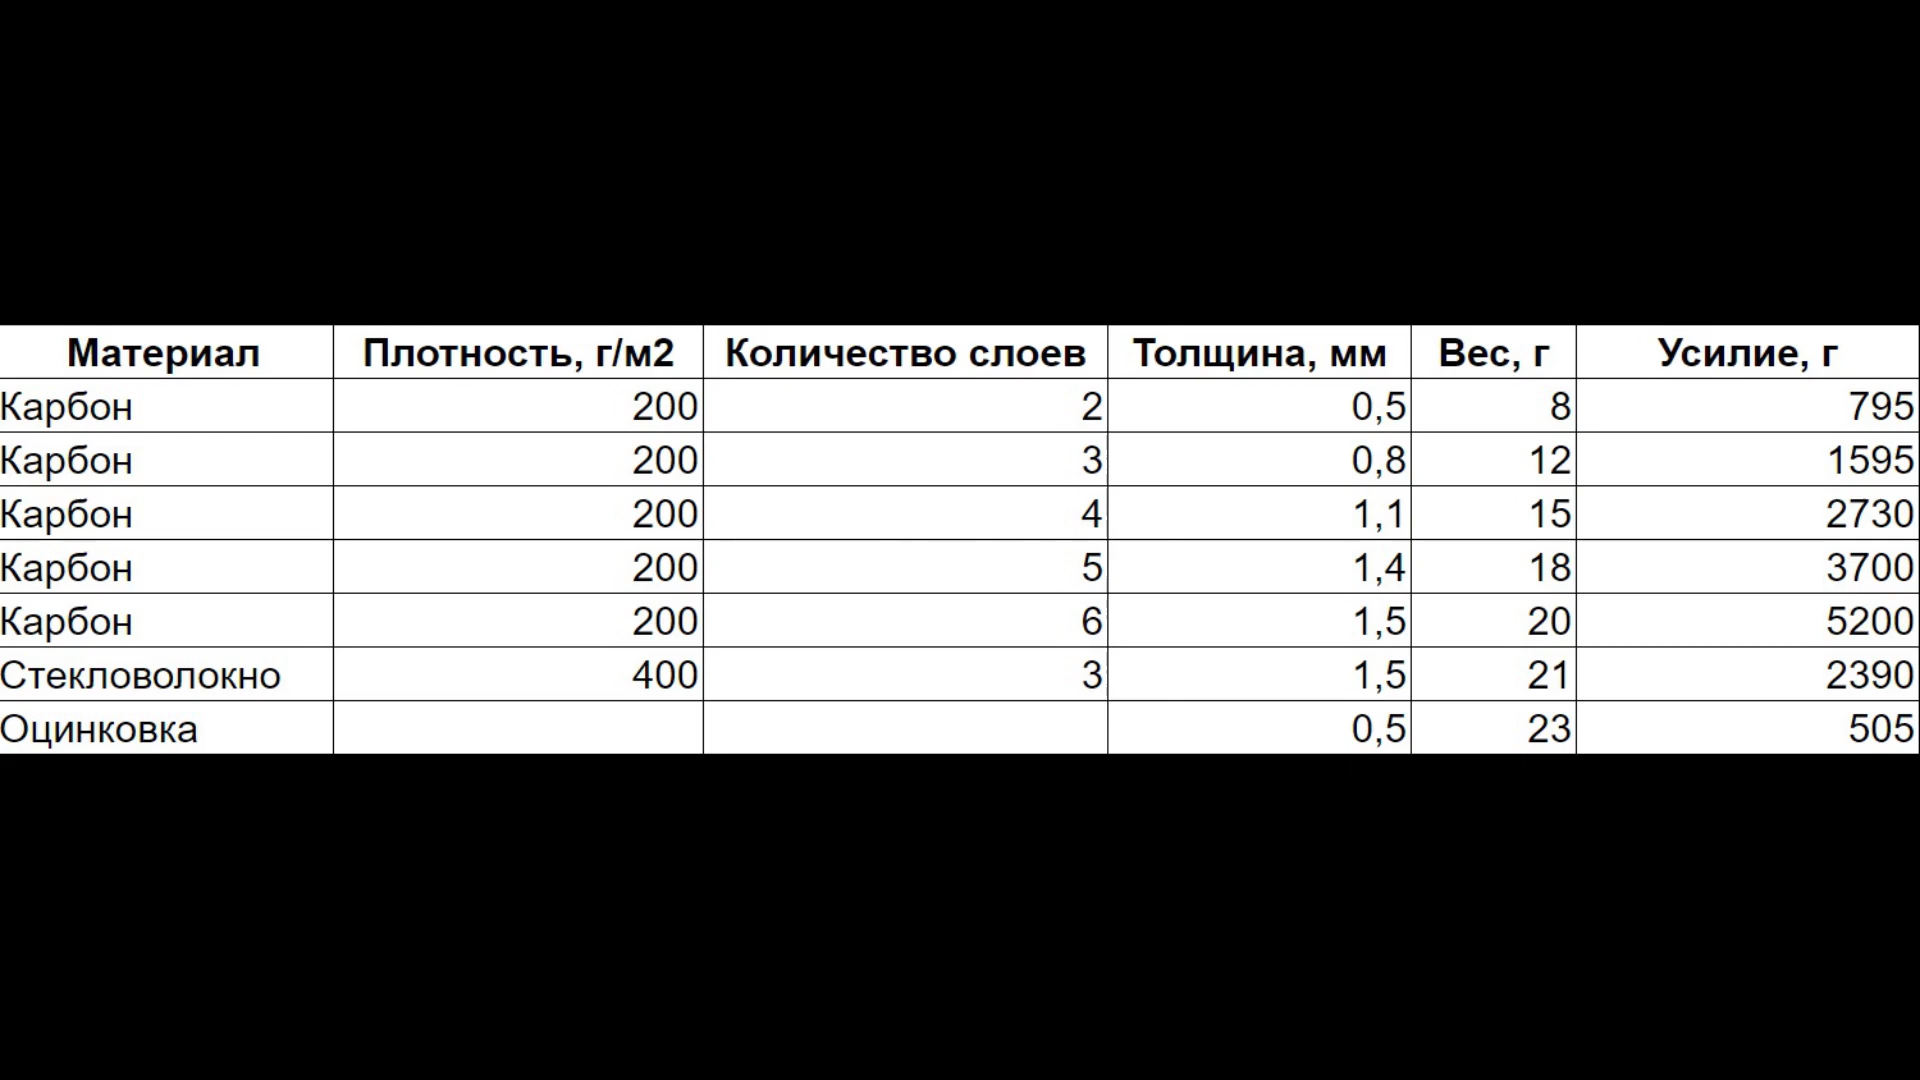 Материал Плотность, г/м2 Количество слоев Толщина, мм Вес, г Усилие, г
Карбон 200 2 0,5 8 795
Карбон 200 3 0,8 12 1595
Карбон 200 4 1,1 15 2730
Карбон 200 5 1,4 18 3700
Карбон 200 6 1,5 20 5200
Стекловолокно 400 3 1,5 21 2390
Оцинковка 0,5 23 505